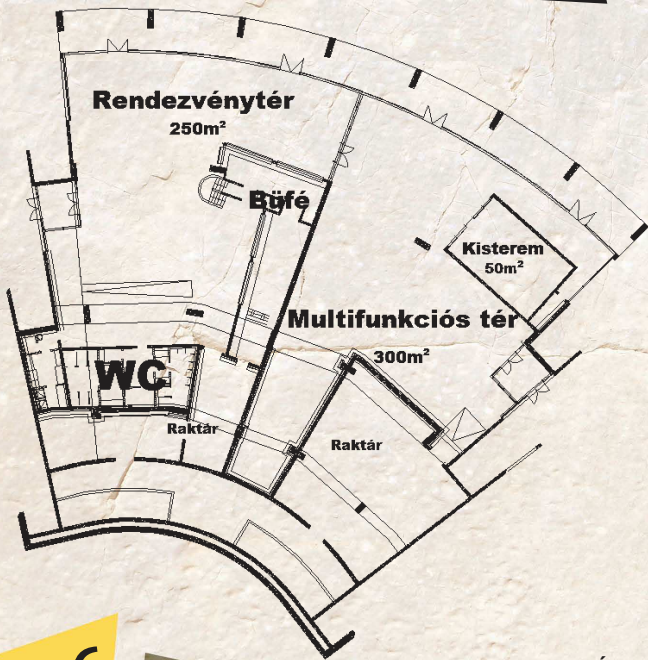 Rendezvénytér
250m²
Büfé
Kisterem
50m²
Multifunkciós tér
300m²
WC
Raktár
Raktár